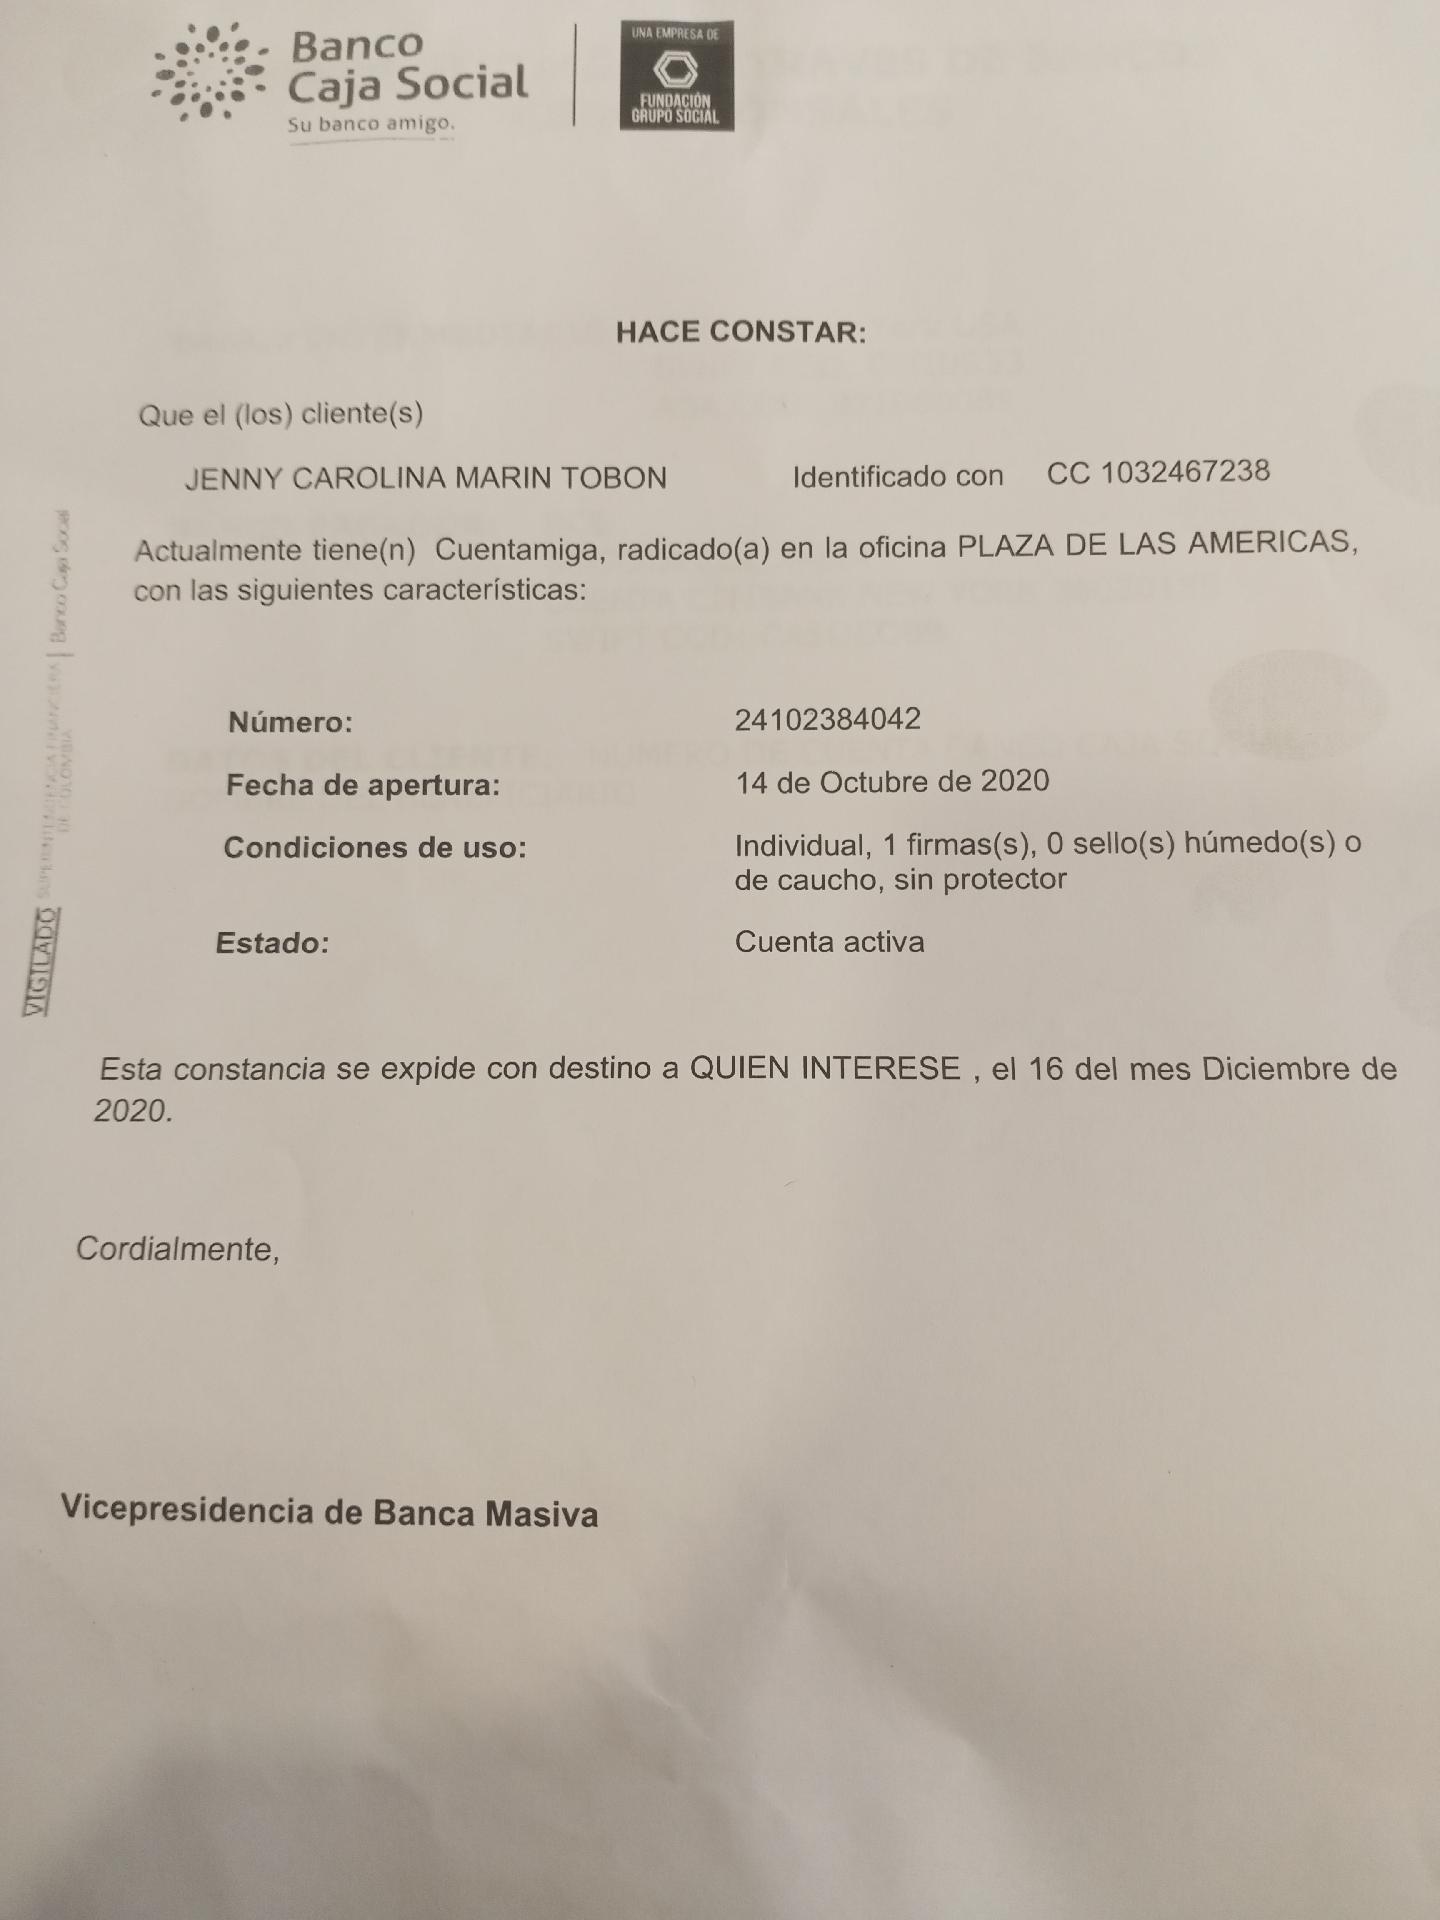 Banco
Caja Social
Su banco amigo.
UNA EMPRESA DE
FUNDACIÓN
GRUPO SOCIAL
HACE CONSTAR:
Que el (los) cliente(s)
JENNY CAROLINA MARIN TOBON Identificado con CC 1032467238
Actualmente tiene(n) Cuentamiga, radicado(a) en la oficina PLAZA DE LAS AMERICAS,
con las siguientes características:
Número: 24102384042
Fecha de apertura: 14 de Octubre de 2020
Condiciones de uso: Individual, 1 firmas(s), 0 sello(s) húmedo(s) o
de caucho, sin protector
Estado: Cuenta activa
Esta constancia se expide con destino a QUIEN INTERESE , el 16 del mes Diciembre de
2020.
Cordialmente,
Vicepresidencia de Banca Masiva
VIGILADO SUPERINTENDENCIA FINANCIERA | Banco Caja Social
DE COLOMBIA